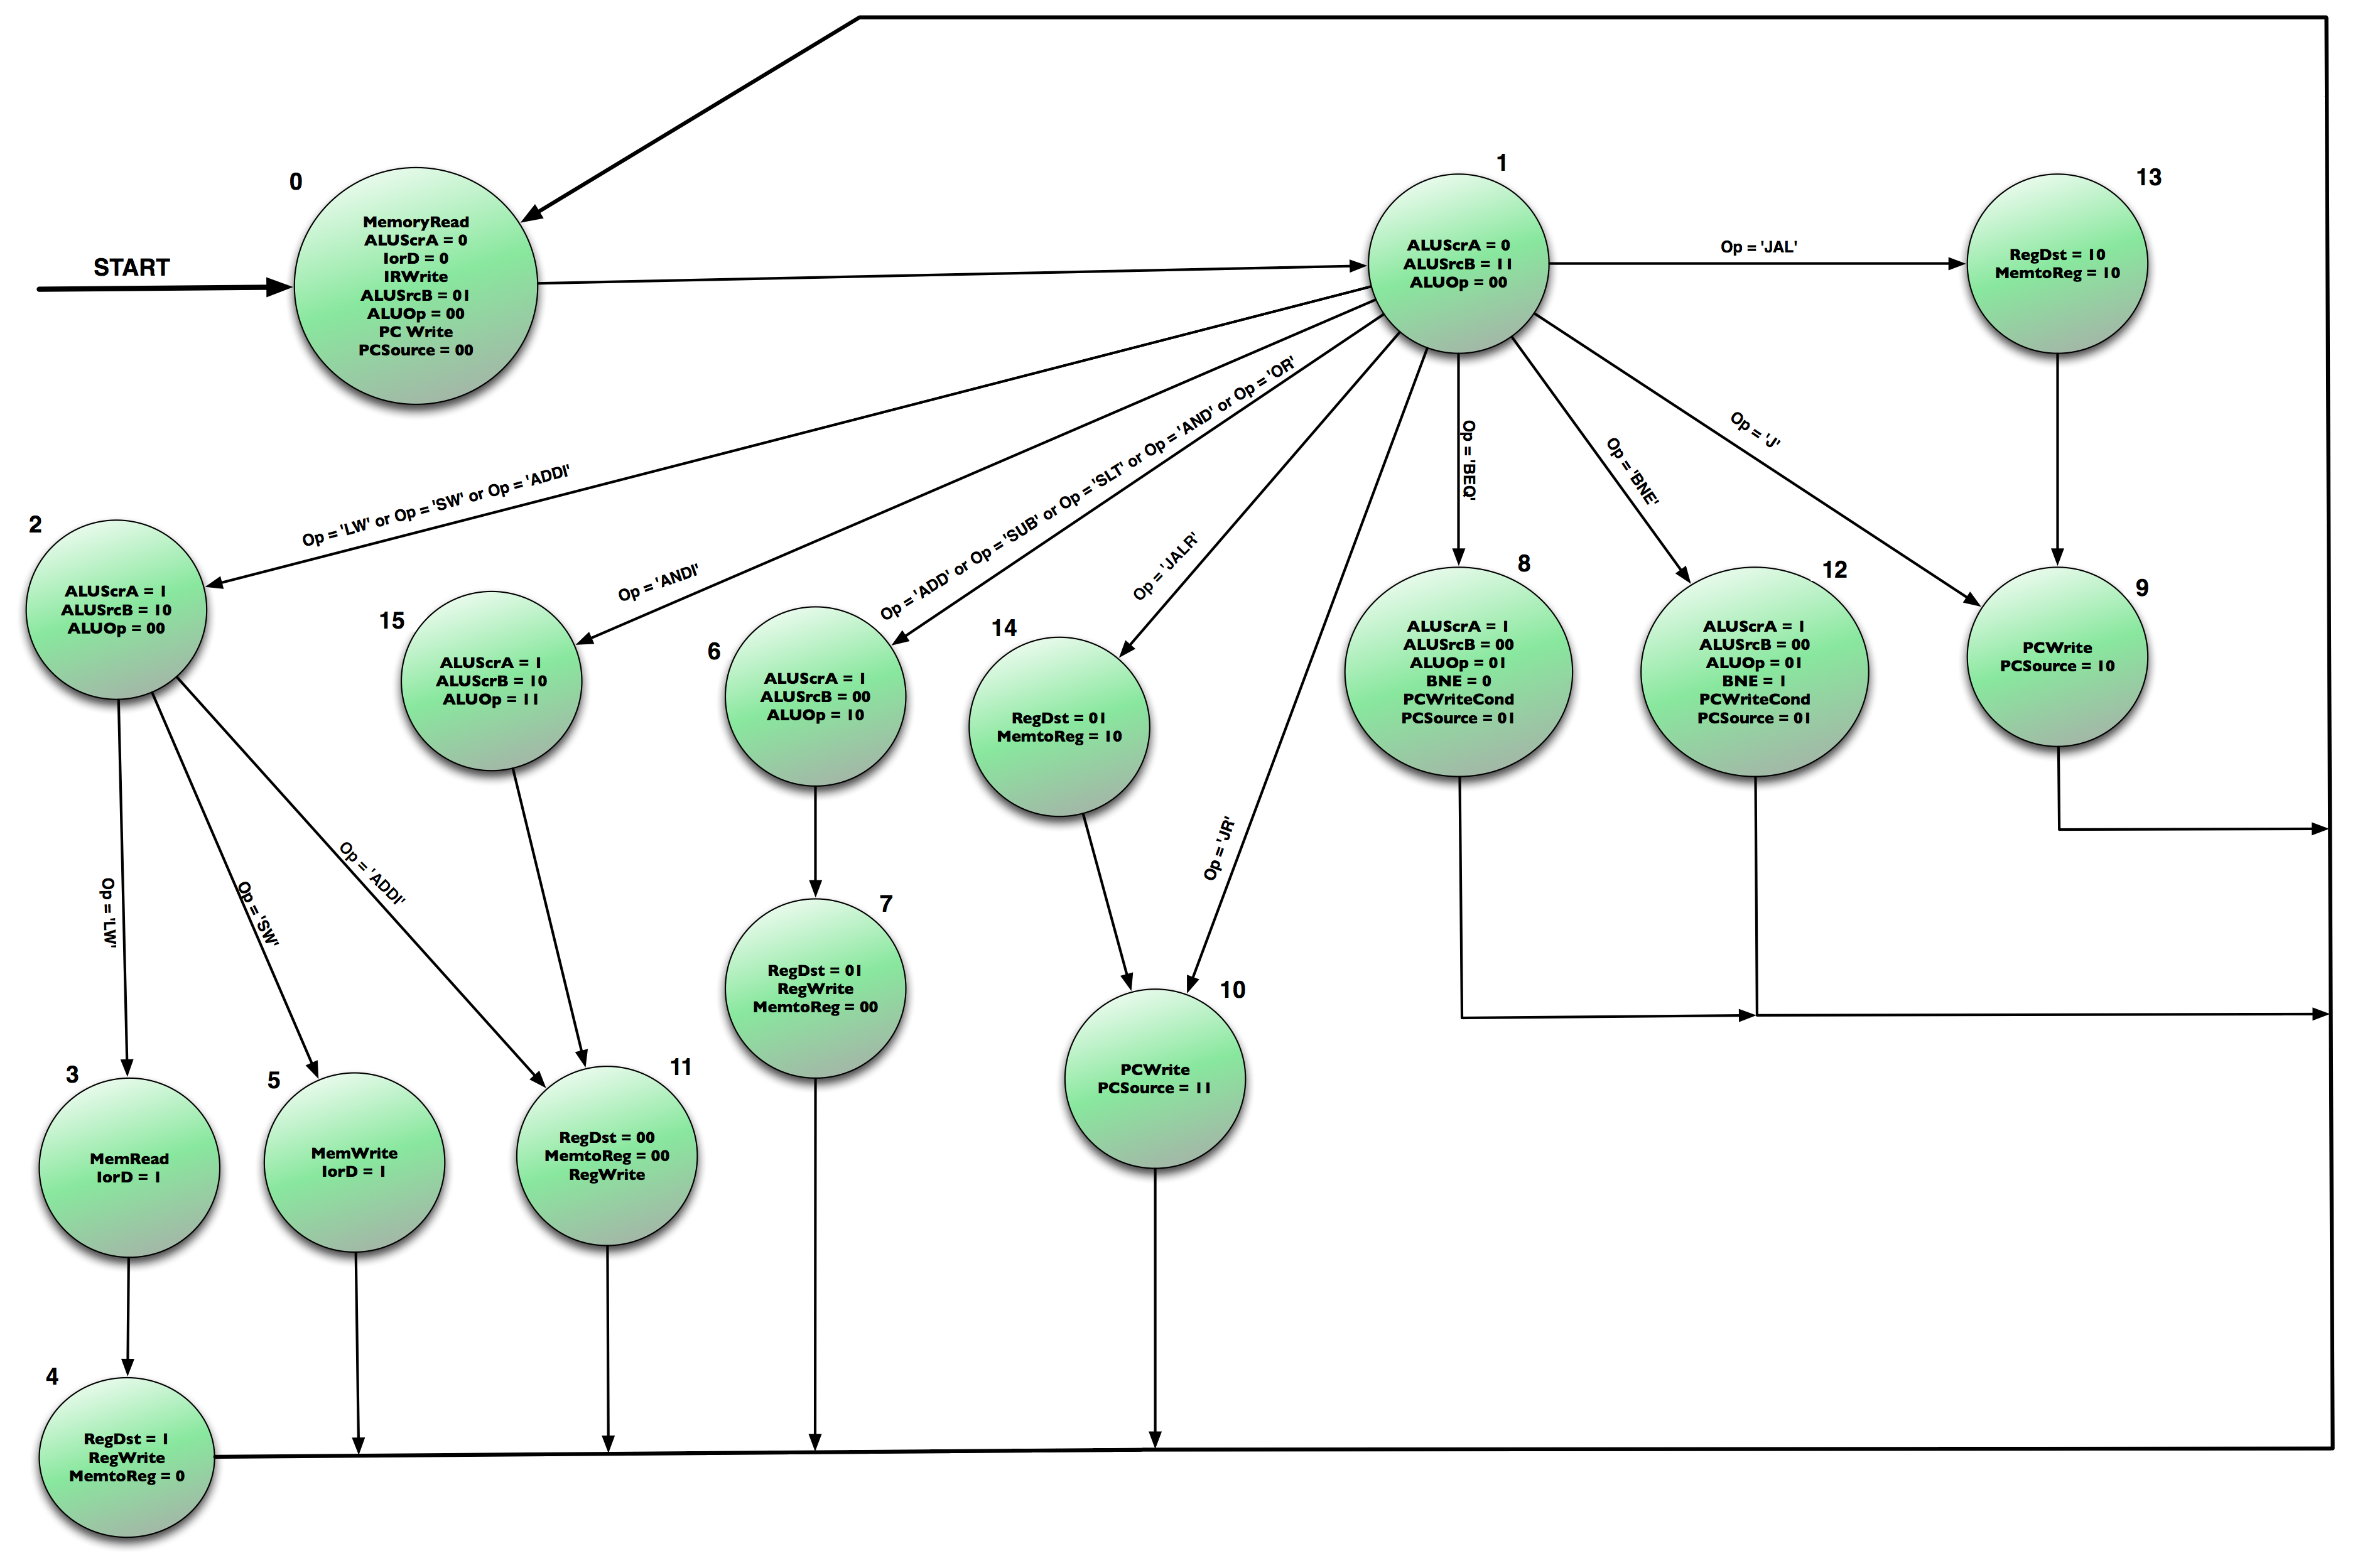 START
0
MemoryRead
ALUScrA = 0
IorD = 0
IRWrite
ALUSrcB = 01
ALUOp = 00
PC Write
PCSource = 00
1
ALUScrA = 0
ALUSrcB = 11
ALUOp = 00
Op = 'JAL'
13
RegDst = 10
MemtoReg = 10
Op = 'LW' or Op = 'SW' or Op = 'ADDI'
Op = 'ANDI'
Op = 'ADD' or Op = 'SUB' or Op = 'SLT' or Op = 'AND' or Op = 'OR'
Op = 'JALR'
Op = 'JR'
Op = 'BEQ'
Op = 'BNE'
Op = 'J'
2
ALUScrA = 1
ALUSrcB = 10
ALUOp = 00
15
ALUScrA = 1
ALUScrB = 10
ALUOp = 11
6
ALUScrA = 1
ALUSrcB = 00
ALUOp = 10
14
RegDst = 01
MemtoReg = 10
8
ALUScrA = 1
ALUSrcB = 00
ALUOp = 01
BNE = 0
PCWriteCond
PCSource = 01
12
ALUScrA = 1
ALUSrcB = 00
ALUOp = 01
BNE = 1
PCWriteCond
PCSource = 01
9
PCWrite
PCSource = 10
Op = 'LW'
Op = 'SW'
Op = 'ADDI'
7
RegDst = 01
RegWrite
MemtoReg = 00
10
PCWrite
PCSource = 11
3
MemRead
IorD = 1
5
MemWrite
IorD = 1
11
RegDst = 00
MemtoReg = 00
RegWrite
4
RegDst = 1
RegWrite
MemtoReg = 0